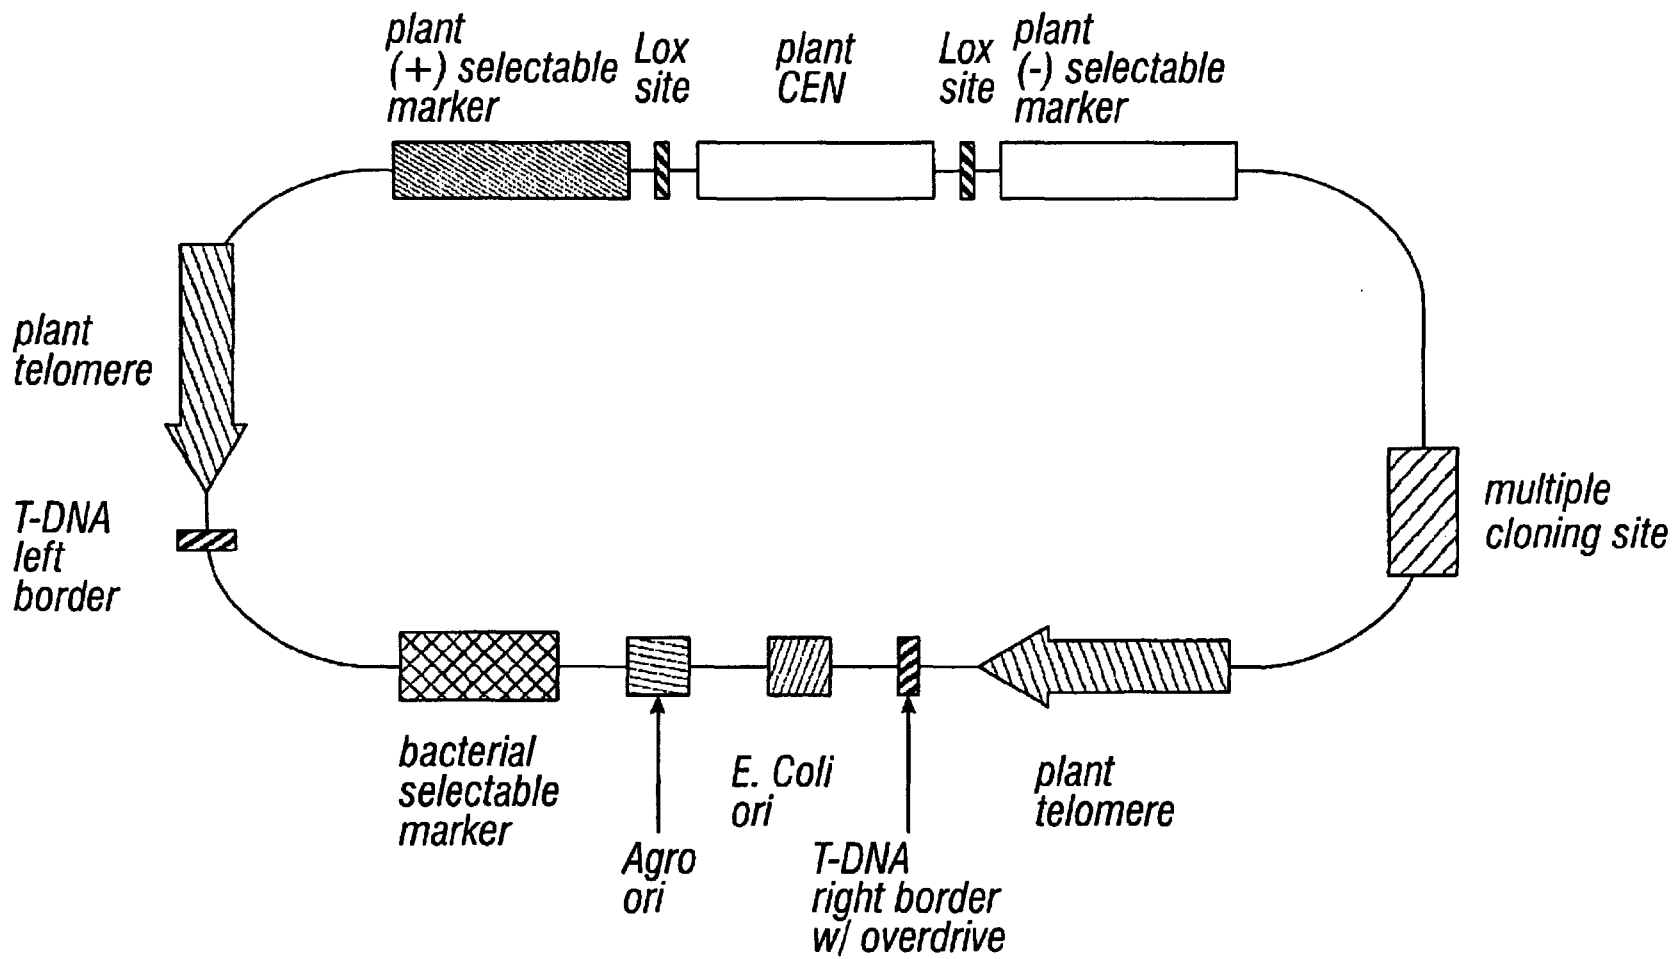 plant
(+) selectable
marker
Lox
site
plant
CEN
Lox
site
plant
(-) selectable
marker
plant
telomere
T-DNA
left
border
multiple
cloning site
bacterial
selectable
marker
Agro
ori
E. Coli
ori
T-DNA
right border
w/ overdrive
plant
telomere